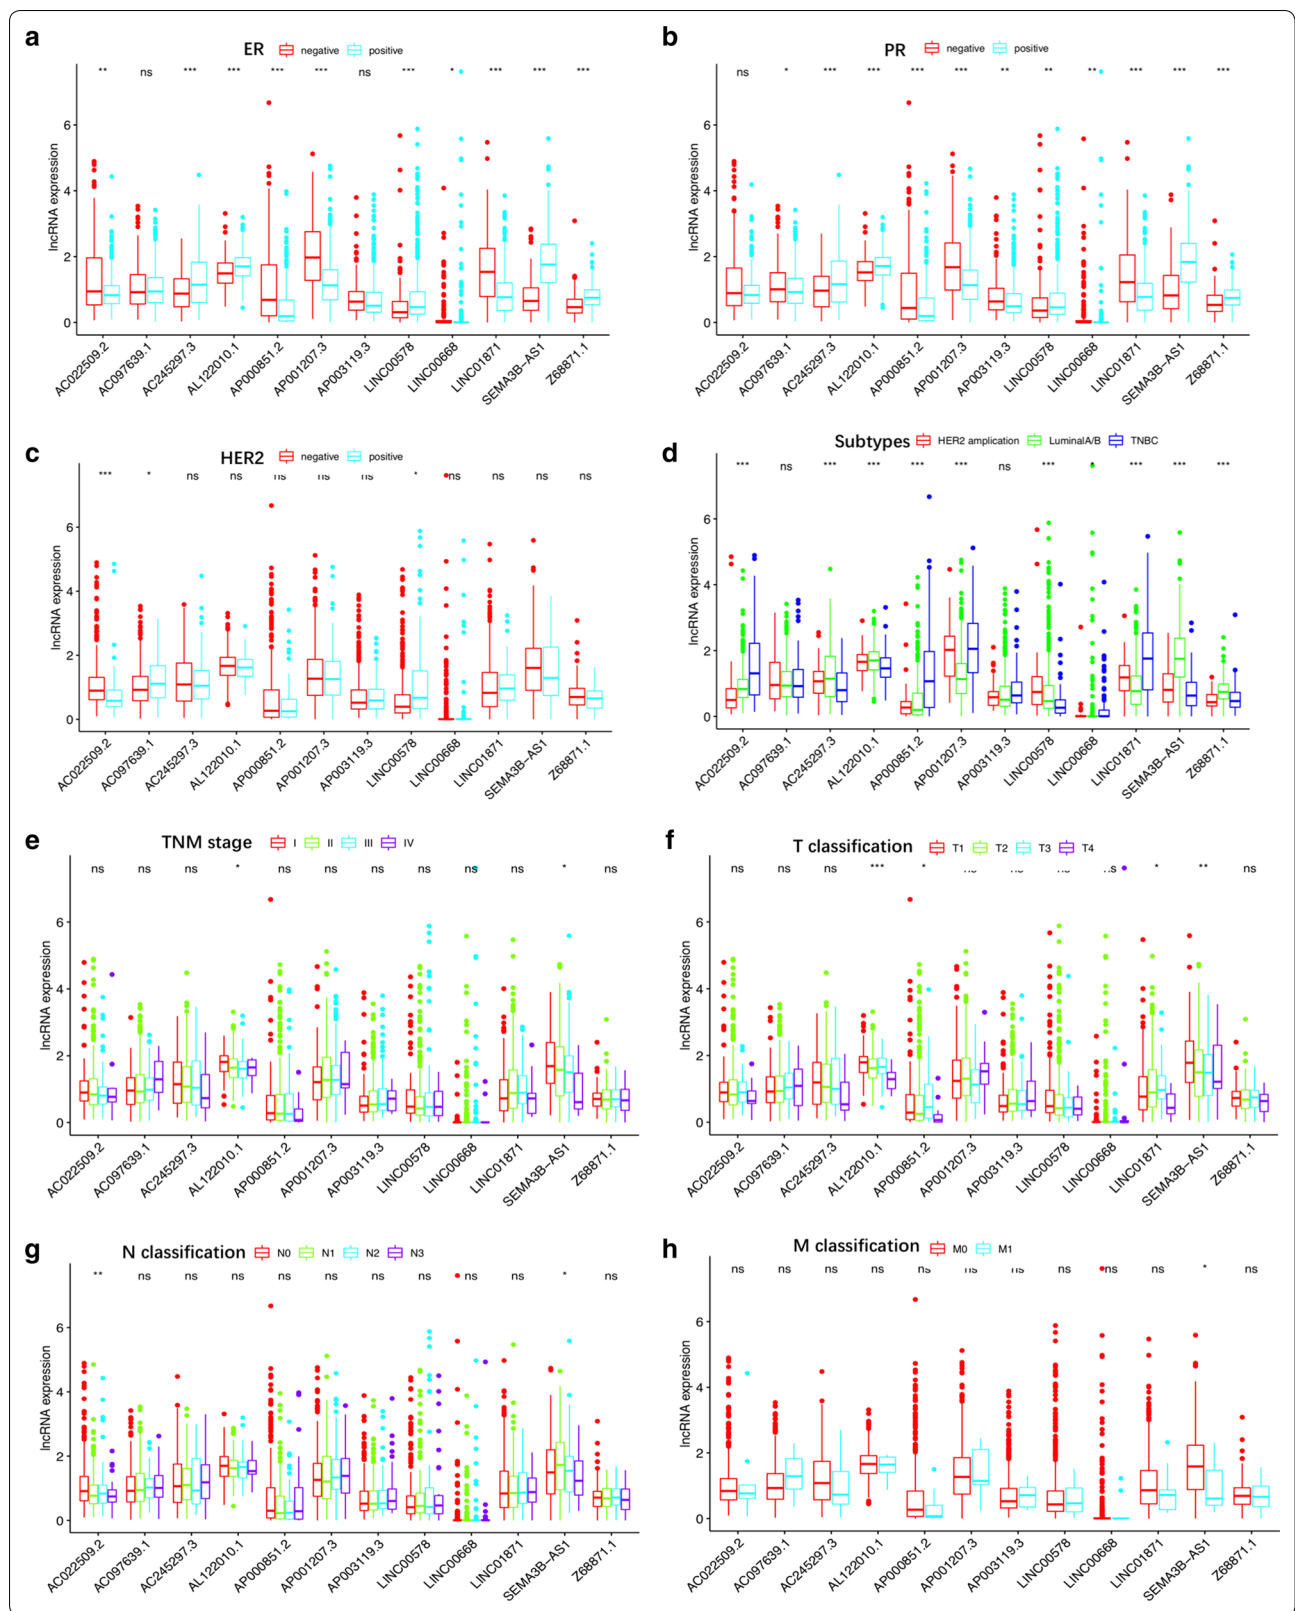 a
ER negative positive
** ns *** *** *** *** ns *** * *** *** ***
lncRNA expression
6
4
2
0
AC022509.2 AC097639.1 AC245297.3 AL122010.1 AP000851.2 AP001207.3 AP003119.3 LINC00578 LINC00668 LINC01871 SEMA3B−AS1 Z68871.1
b
PR negative positive
ns * *** *** *** *** ** ** ** *** *** ***
lncRNA expression
6
4
2
0
AC022509.2 AC097639.1 AC245297.3 AL122010.1 AP000851.2 AP001207.3 AP003119.3 LINC00578 LINC00668 LINC01871 SEMA3B−AS1 Z68871.1
c
HER2 negative positive
*** * ns ns ns ns ns * ns ns ns ns
lncRNA expression
6
4
2
0
AC022509.2 AC097639.1 AC245297.3 AL122010.1 AP000851.2 AP001207.3 AP003119.3 LINC00578 LINC00668 LINC01871 SEMA3B−AS1 Z68871.1
d
Subtypes HER2 amplication LuminalA/B TNBC
*** ns *** *** *** *** ns *** * *** *** ***
lncRNA expression
6
4
2
0
AC022509.2 AC097639.1 AC245297.3 AL122010.1 AP000851.2 AP001207.3 AP003119.3 LINC00578 LINC00668 LINC01871 SEMA3B−AS1 Z68871.1
e
TNM stage I II III IV
ns ns ns * ns ns ns ns ns ns * ns
lncRNA expression
6
4
2
0
AC022509.2 AC097639.1 AC245297.3 AL122010.1 AP000851.2 AP001207.3 AP003119.3 LINC00578 LINC00668 LINC01871 SEMA3B−AS1 Z68871.1
f
T classification T1 T2 T3 T4
ns ns ns *** * ns ns ns ns * ** ns
lncRNA expression
6
4
2
0
AC022509.2 AC097639.1 AC245297.3 AL122010.1 AP000851.2 AP001207.3 AP003119.3 LINC00578 LINC00668 LINC01871 SEMA3B−AS1 Z68871.1
g
N classification N0 N1 N2 N3
** ns ns ns ns ns ns ns ns ns * ns
lncRNA expression
6
4
2
0
AC022509.2 AC097639.1 AC245297.3 AL122010.1 AP000851.2 AP001207.3 AP003119.3 LINC00578 LINC00668 LINC01871 SEMA3B−AS1 Z68871.1
h
M classification M0 M1
ns ns ns ns ns ns ns ns ns ns * ns
lncRNA expression
6
4
2
0
AC022509.2 AC097639.1 AC245297.3 AL122010.1 AP000851.2 AP001207.3 AP003119.3 LINC00578 LINC00668 LINC01871 SEMA3B−AS1 Z68871.1